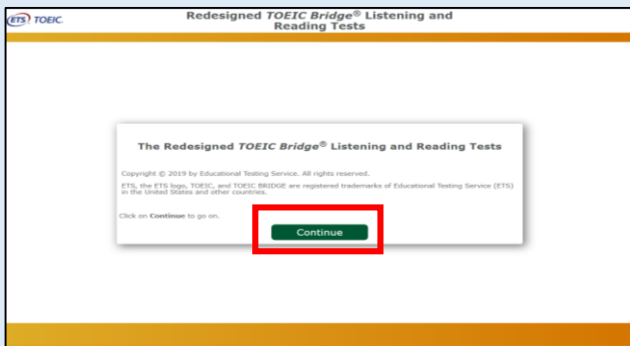 ETS TOEIC.
Redesigned TOEIC Bridge® Listening and
Reading Tests
The Redesigned TOEIC Bridge® Listening and Reading Tests
Copyright © 2019 by Educational Testing Service. All rights reserved.
ETS, the ETS logo, TOEIC, and TOEIC BRIDGE are registered trademarks of Educational Testing Service (ETS)
in the United States and other countries.
Click on Continue to go on.
Continue